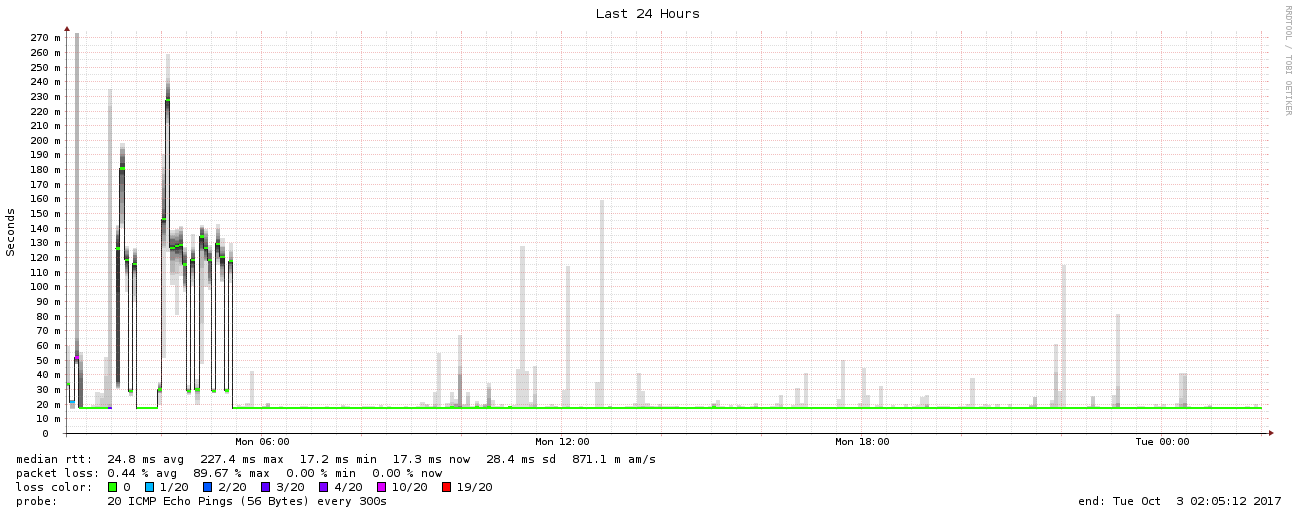 Last 24 Hours
RRDTOOL / TOBI OETIKER
Seconds
270 m
260 m
250 m
240 m
230 m
220 m
210 m
200 m
190 m
180 m
170 m
160 m
150 m
140 m
130 m
120 m
110 m
100 m
90 m
80 m
70 m
60 m
50 m
40 m
30 m
20 m
10 m
0
Mon 06:00 Mon 12:00 Mon 18:00 Tue 00:00
median rtt: 24.8 ms avg 227.4 ms max 17.2 ms min 17.3 ms now 28.4 ms sd 871.1 m am/s
packet loss: 0.44 % avg 89.67 % max 0.00 % min 0.00 % now
loss color: 0 1/20 2/20 3/20 4/20 10/20 19/20
probe: 20 ICMP Echo Pings (56 Bytes) every 300s end: Tue Oct 3 02:05:12 2017